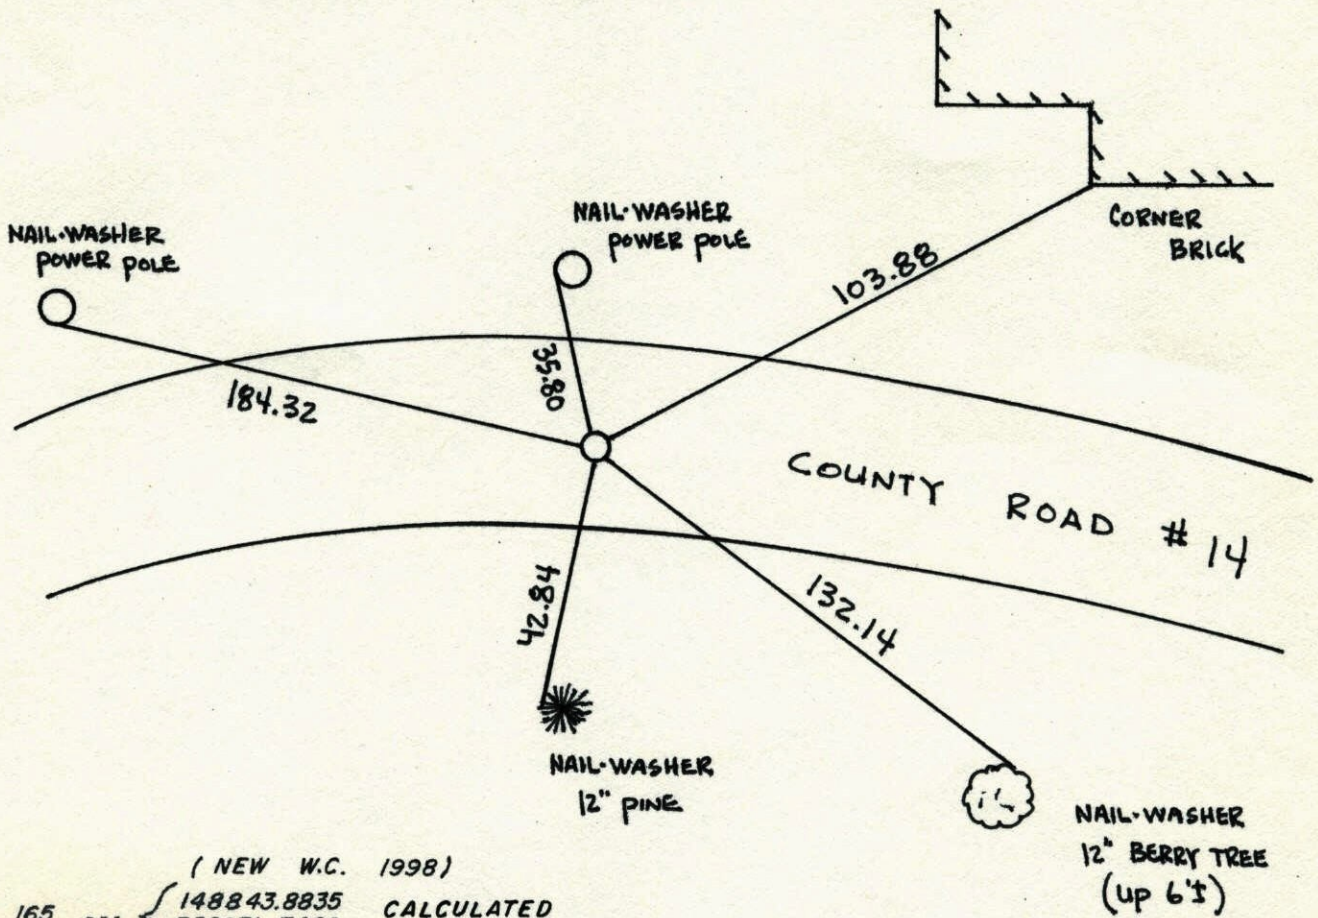 NAIL·WASHER
POWER POLE
NAIL·WASHER
POWER POLE
CORNER
BRICK
103.88
35.80
184.32
COUNTY ROAD # 14
42.84
132.14
NAIL·WASHER
12" PINE
NAIL·WASHER
12" BERRY TREE
(UP 6'±)
(NEW W.C. 1998)
148843.8835 CALCULATED
165